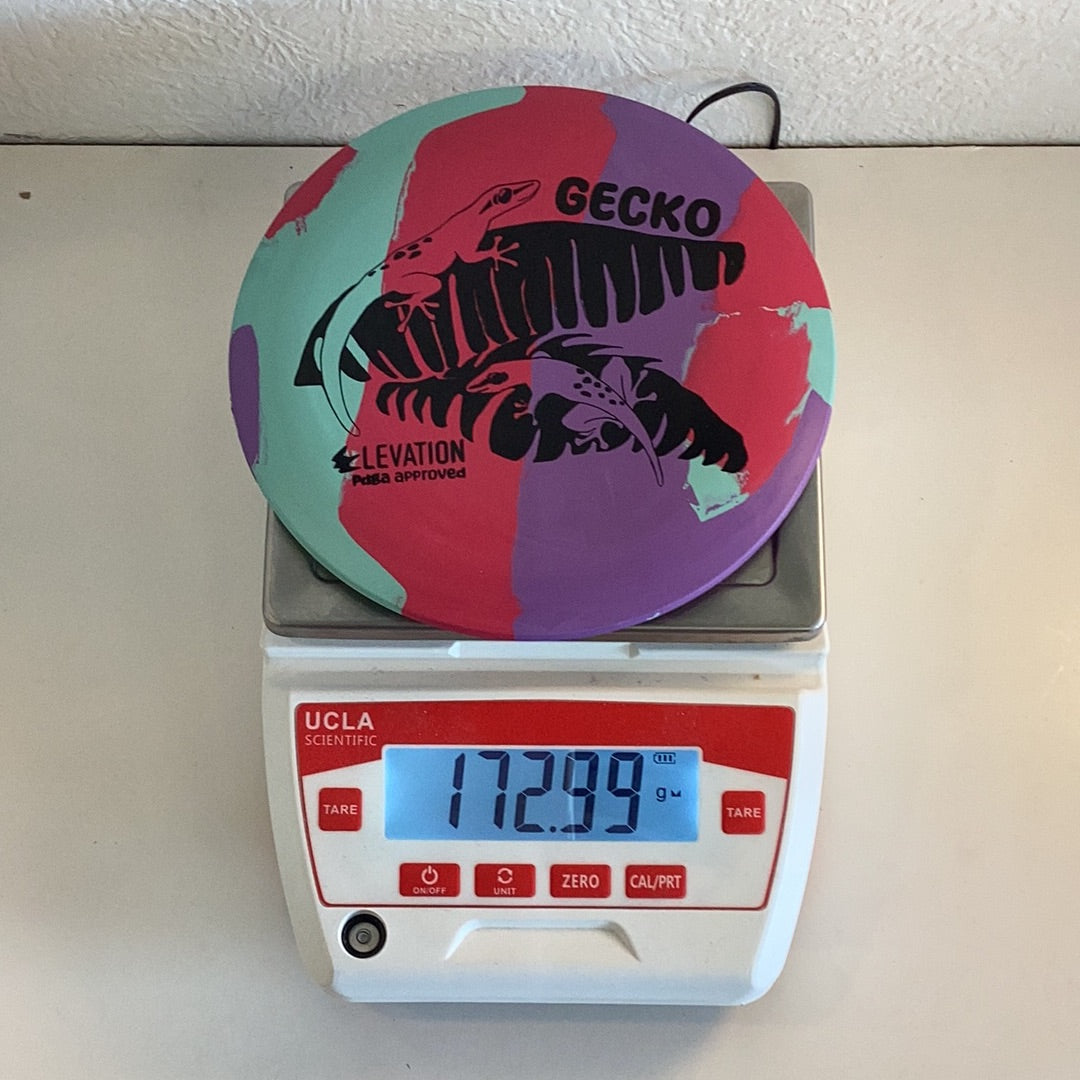 GECKO
ELEVATION
PDGA APPROVED
UCLA
SCIENTIFIC
172.99
g
TARE
TARE
ON/OFF
UNIT
ZERO
CAL/PRT